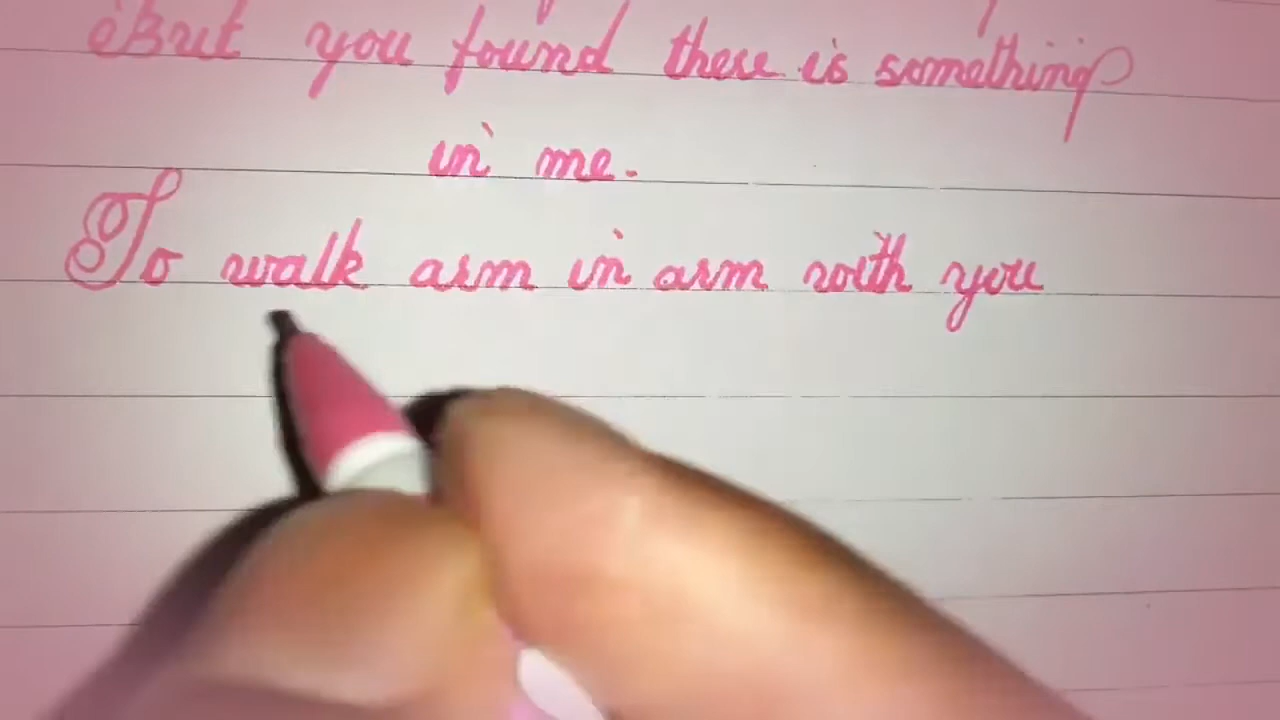 But you found there is something
in me.
To walk arm in arm with you